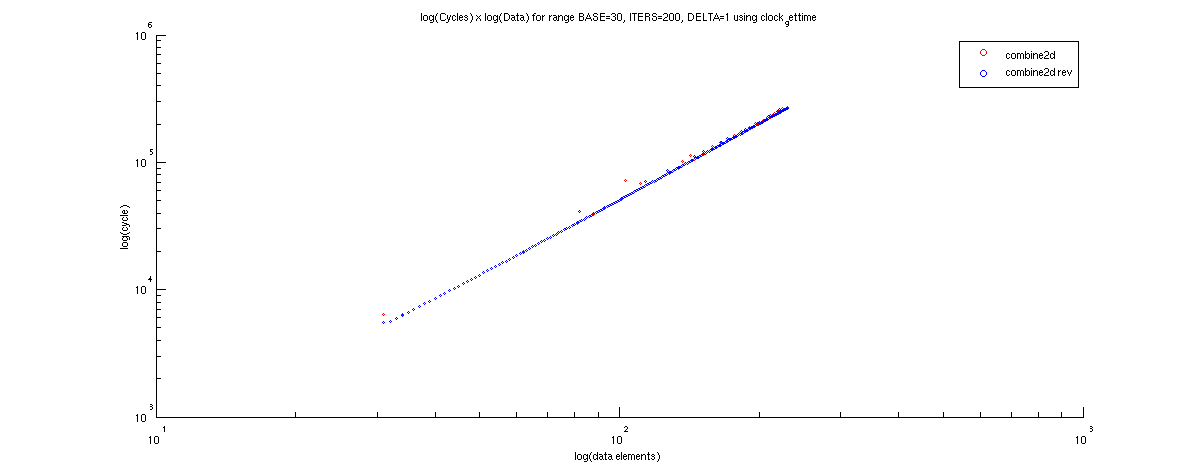 log(Cycles) x log(Data) for range BASE=30, ITERS=200, DELTA=1 using clock_gettime
10^6
combine2d
combine2d rev
10^5
log(cycle)
10^4
10^3
10^1
10^2
10^3
log(data elements)